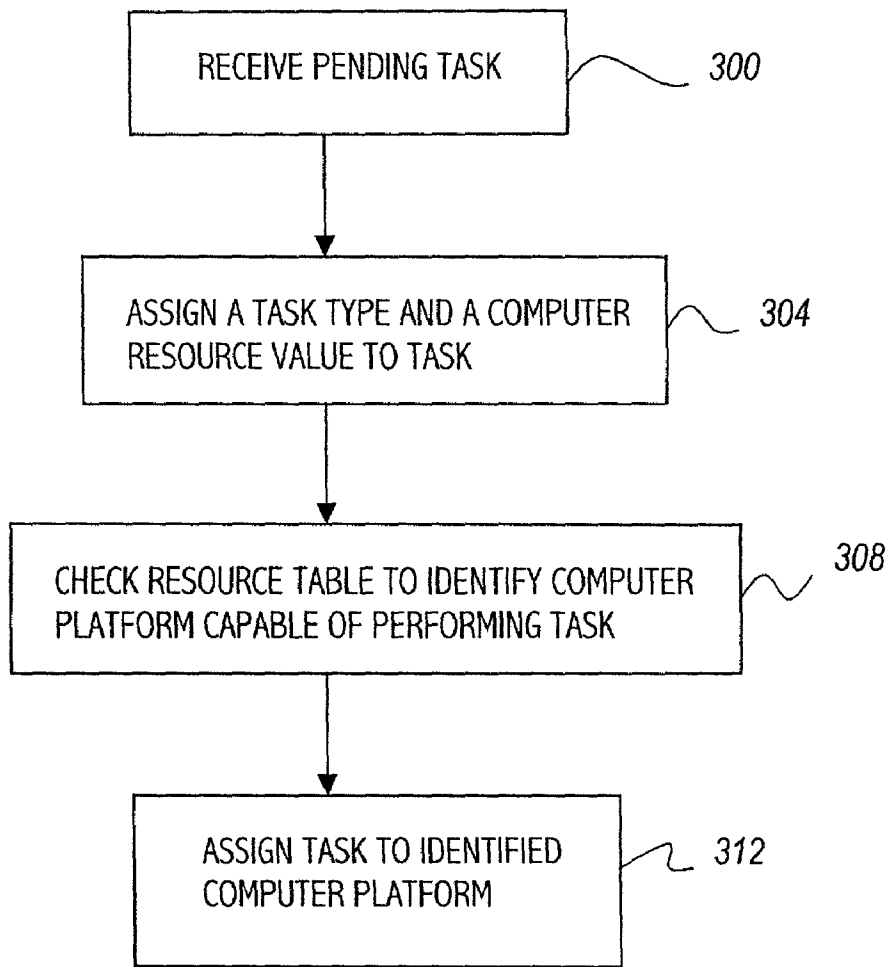 RECEIVE PENDING TASK
300
ASSIGN A TASK TYPE AND A COMPUTER
RESOURCE VALUE TO TASK
304
CHECK RESOURCE TABLE TO IDENTIFY COMPUTER
PLATFORM CAPABLE OF PERFORMING TASK
308
ASSIGN TASK TO IDENTIFIED
COMPUTER PLATFORM
312